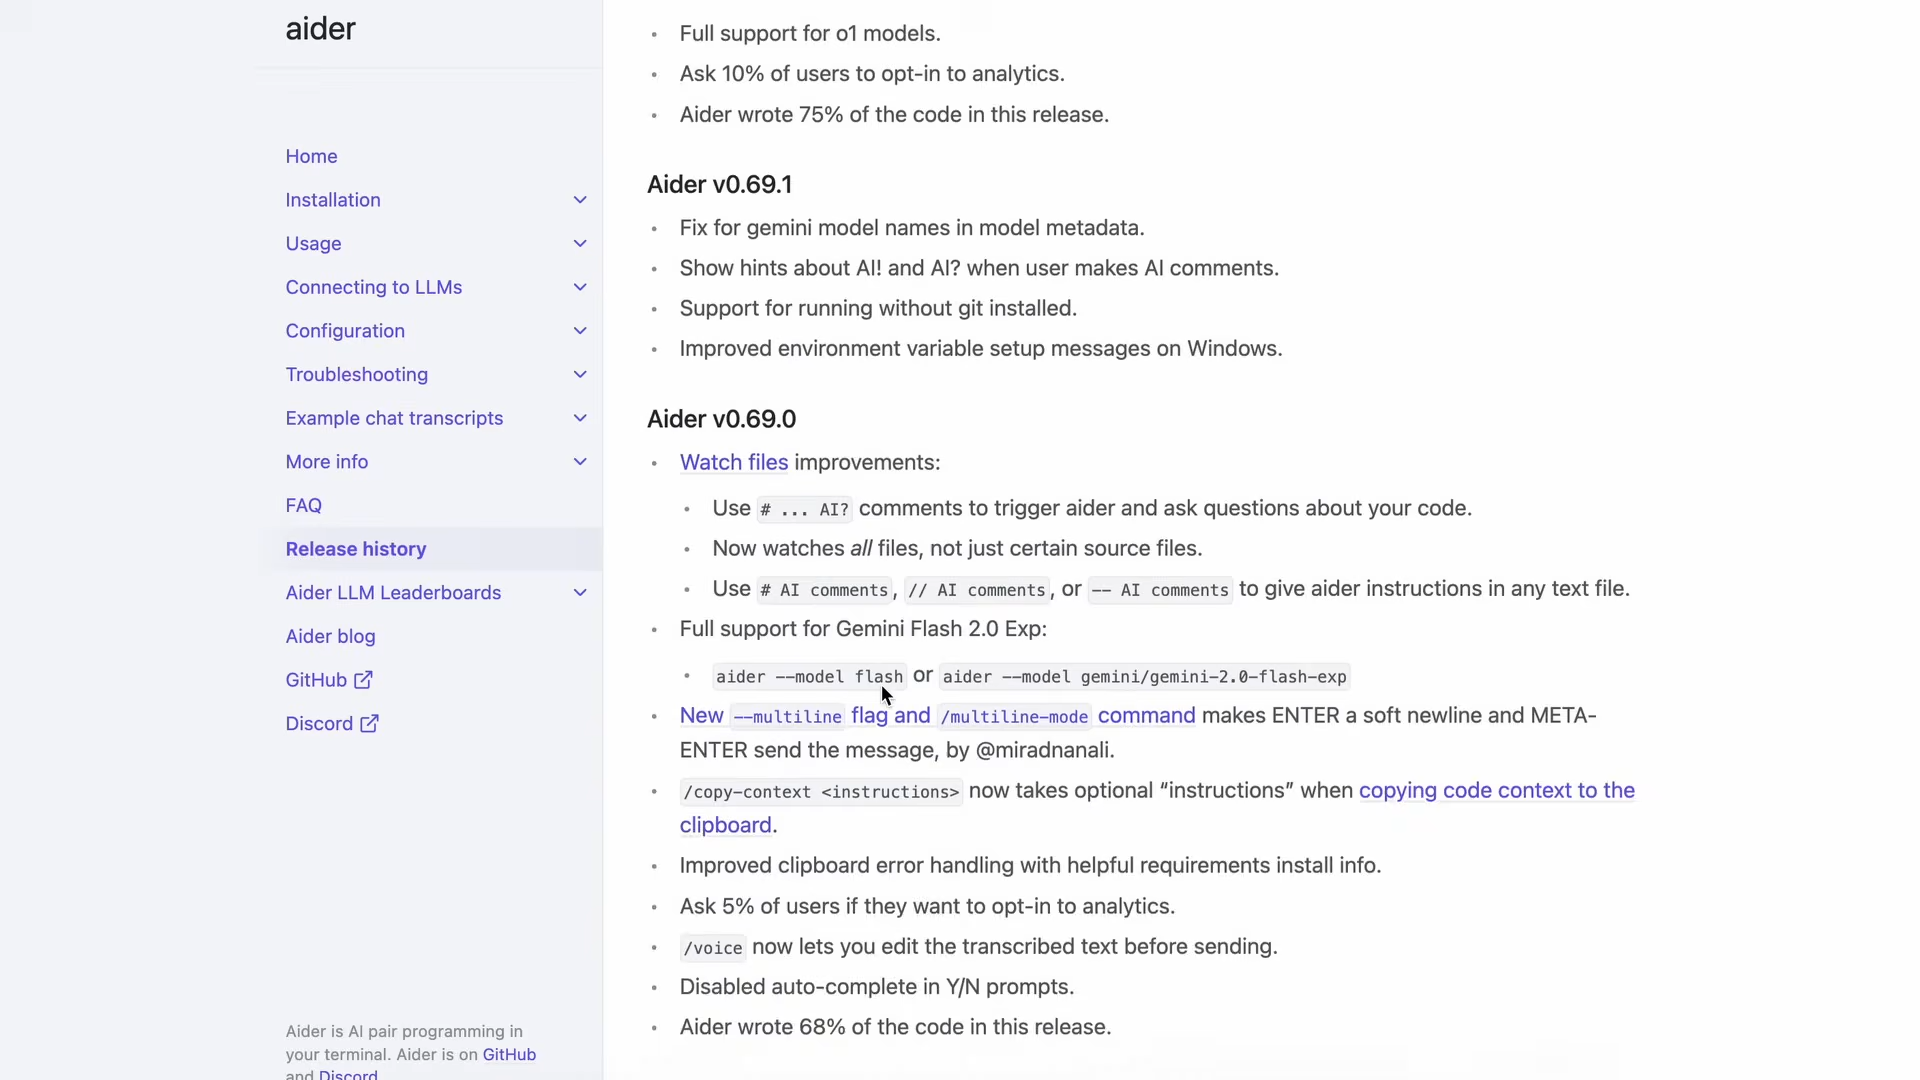 aider
Home
Installation
Usage
Connecting to LLMs
Configuration
Troubleshooting
Example chat transcripts
More info
FAQ
Release history
Aider LLM Leaderboards
Aider blog
GitHub
Discord
Aider is AI pair programming in
your terminal. Aider is on GitHub
and Discord.
Full support for o1 models.
Ask 10% of users to opt-in to analytics.
Aider wrote 75% of the code in this release.
Aider v0.69.1
Fix for gemini model names in model metadata.
Show hints about AI! and AI? when user makes AI comments.
Support for running without git installed.
Improved environment variable setup messages on Windows.
Aider v0.69.0
Watch files improvements:
Use # ... AI? comments to trigger aider and ask questions about your code.
Now watches all files, not just certain source files.
Use # AI comments, // AI comments, or -- AI comments to give aider instructions in any text file.
Full support for Gemini Flash 2.0 Exp:
aider --model flash or aider --model gemini/gemini-2.0-flash-exp
New --multiline flag and /multiline-mode command makes ENTER a soft newline and META-
ENTER send the message, by @miradnanali.
/copy-context <instructions> now takes optional “instructions” when copying code context to the
clipboard.
Improved clipboard error handling with helpful requirements install info.
Ask 5% of users if they want to opt-in to analytics.
/voice now lets you edit the transcribed text before sending.
Disabled auto-complete in Y/N prompts.
Aider wrote 68% of the code in this release.